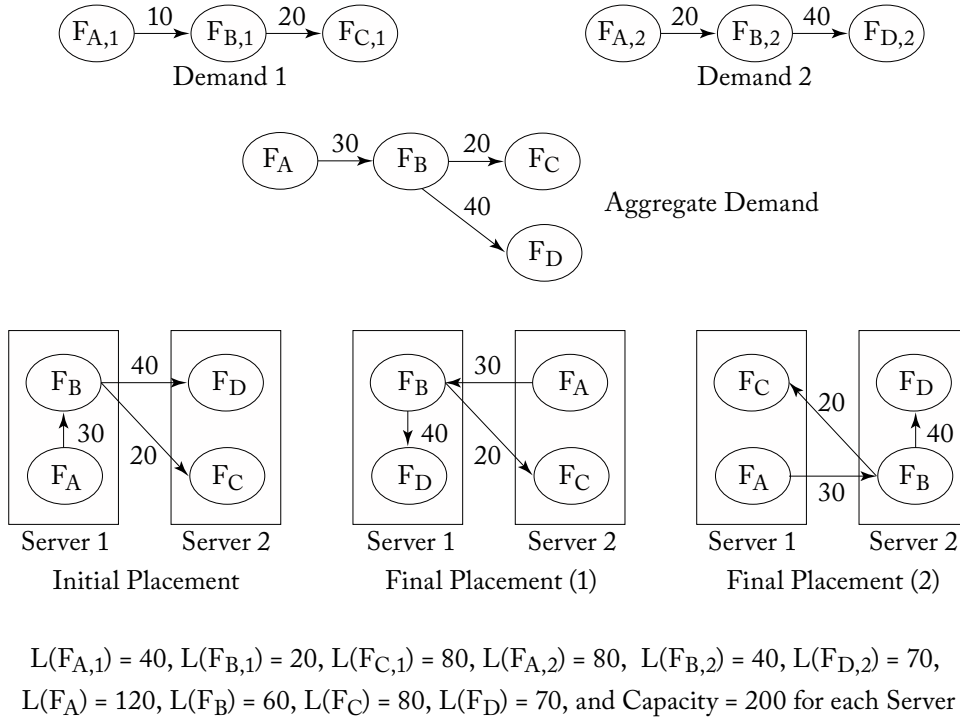 10 20
F_A,1 F_B,1 F_C,1
Demand 1
20 40
F_A,2 F_B,2 F_D,2
Demand 2
30 20
F_A F_B F_C
40
Aggregate Demand
F_D
F_B 40 F_D
30
20
F_A F_C
Server 1 Server 2
Initial Placement
F_B 30 F_A
40
20
F_D F_C
Server 1 Server 2
Final Placement (1)
F_C F_D
20
40
F_A 30 F_B
Server 1 Server 2
Final Placement (2)
L(F_A,1) = 40, L(F_B,1) = 20, L(F_C,1) = 80, L(F_A,2) = 80, L(F_B,2) = 40, L(F_D,2) = 70,
L(F_A) = 120, L(F_B) = 60, L(F_C) = 80, L(F_D) = 70, and Capacity = 200 for each Server